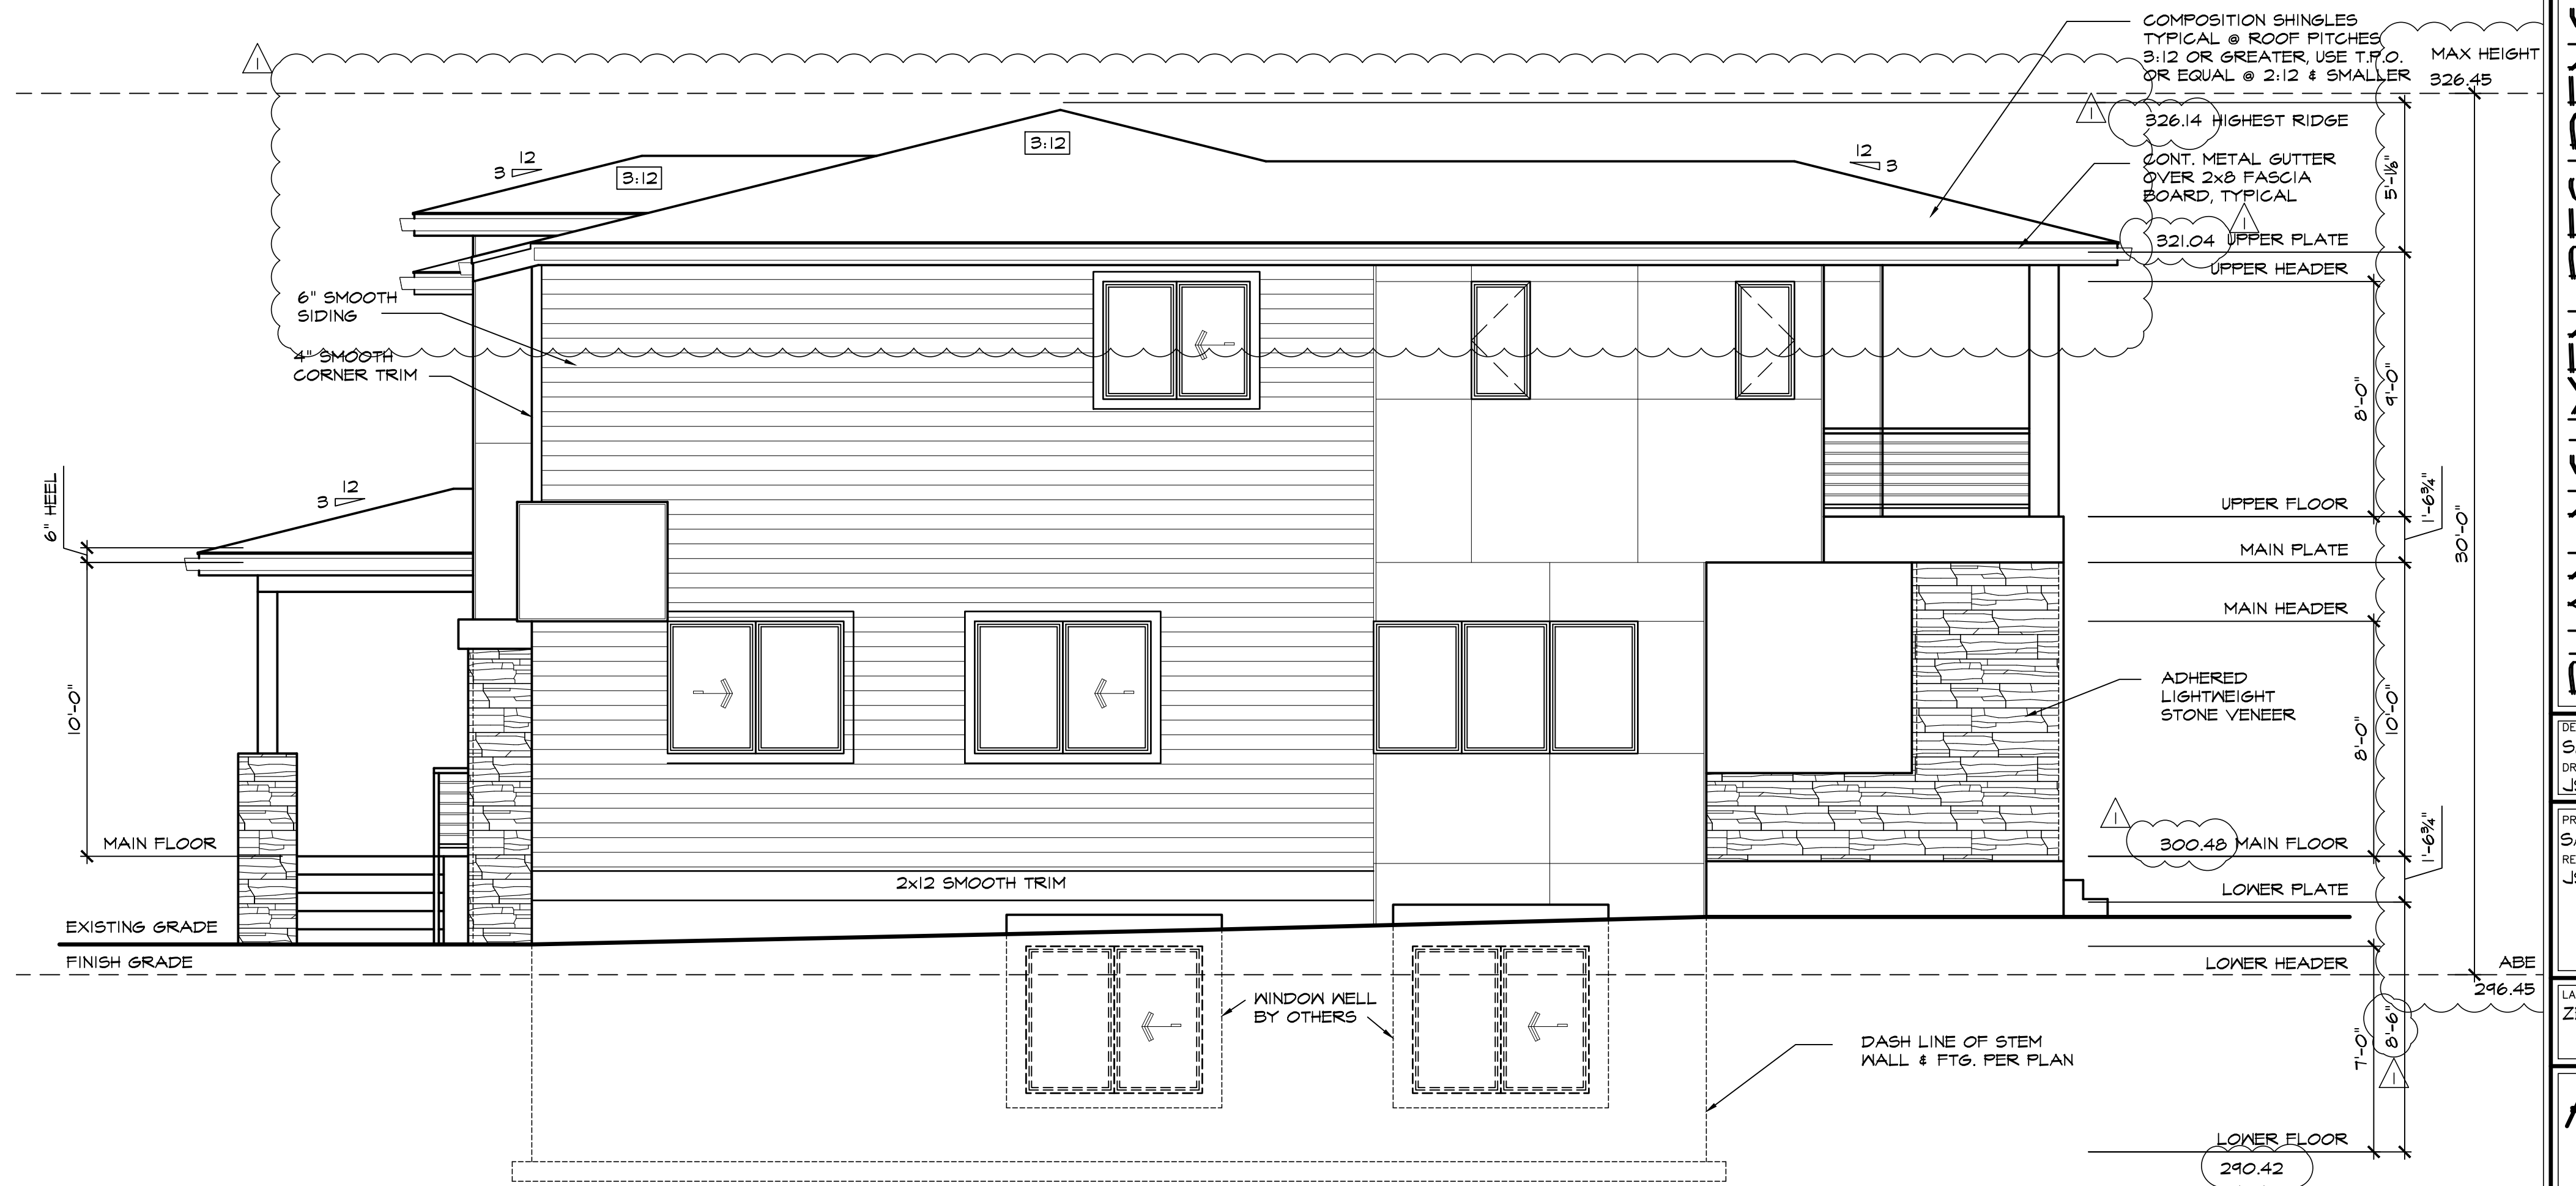 COMPOSITION SHINGLES
TYPICAL @ ROOF PITCHES
3:12 OR GREATER, USE T.P.O.
OR EQUAL @ 2:12 & SMALLER
MAX HEIGHT
326.45
1
1
326.14 HIGHEST RIDGE
3:12
12
3
3:12
12
3
CONT. METAL GUTTER
OVER 2x8 FASCIA
BOARD, TYPICAL
5'-1⅛"
1
321.04 UPPER PLATE
UPPER HEADER
6" SMOOTH
SIDING
4" SMOOTH
CORNER TRIM
8'-0"
9'-0"
6" HEEL
12
3
UPPER FLOOR
1'-6¾"
30'-0"
MAIN PLATE
MAIN HEADER
10'-0"
ADHERED
LIGHTWEIGHT
STONE VENEER
8'-0"
10'-0"
1
MAIN FLOOR
300.48 MAIN FLOOR
1'-6¾"
2x12 SMOOTH TRIM
LOWER PLATE
EXISTING GRADE
FINISH GRADE
LOWER HEADER
ABE
296.45
WINDOW WELL
BY OTHERS
DASH LINE OF STEM
WALL & FTG. PER PLAN
7'-0"
8'-6"
1
LOWER FLOOR
290.42